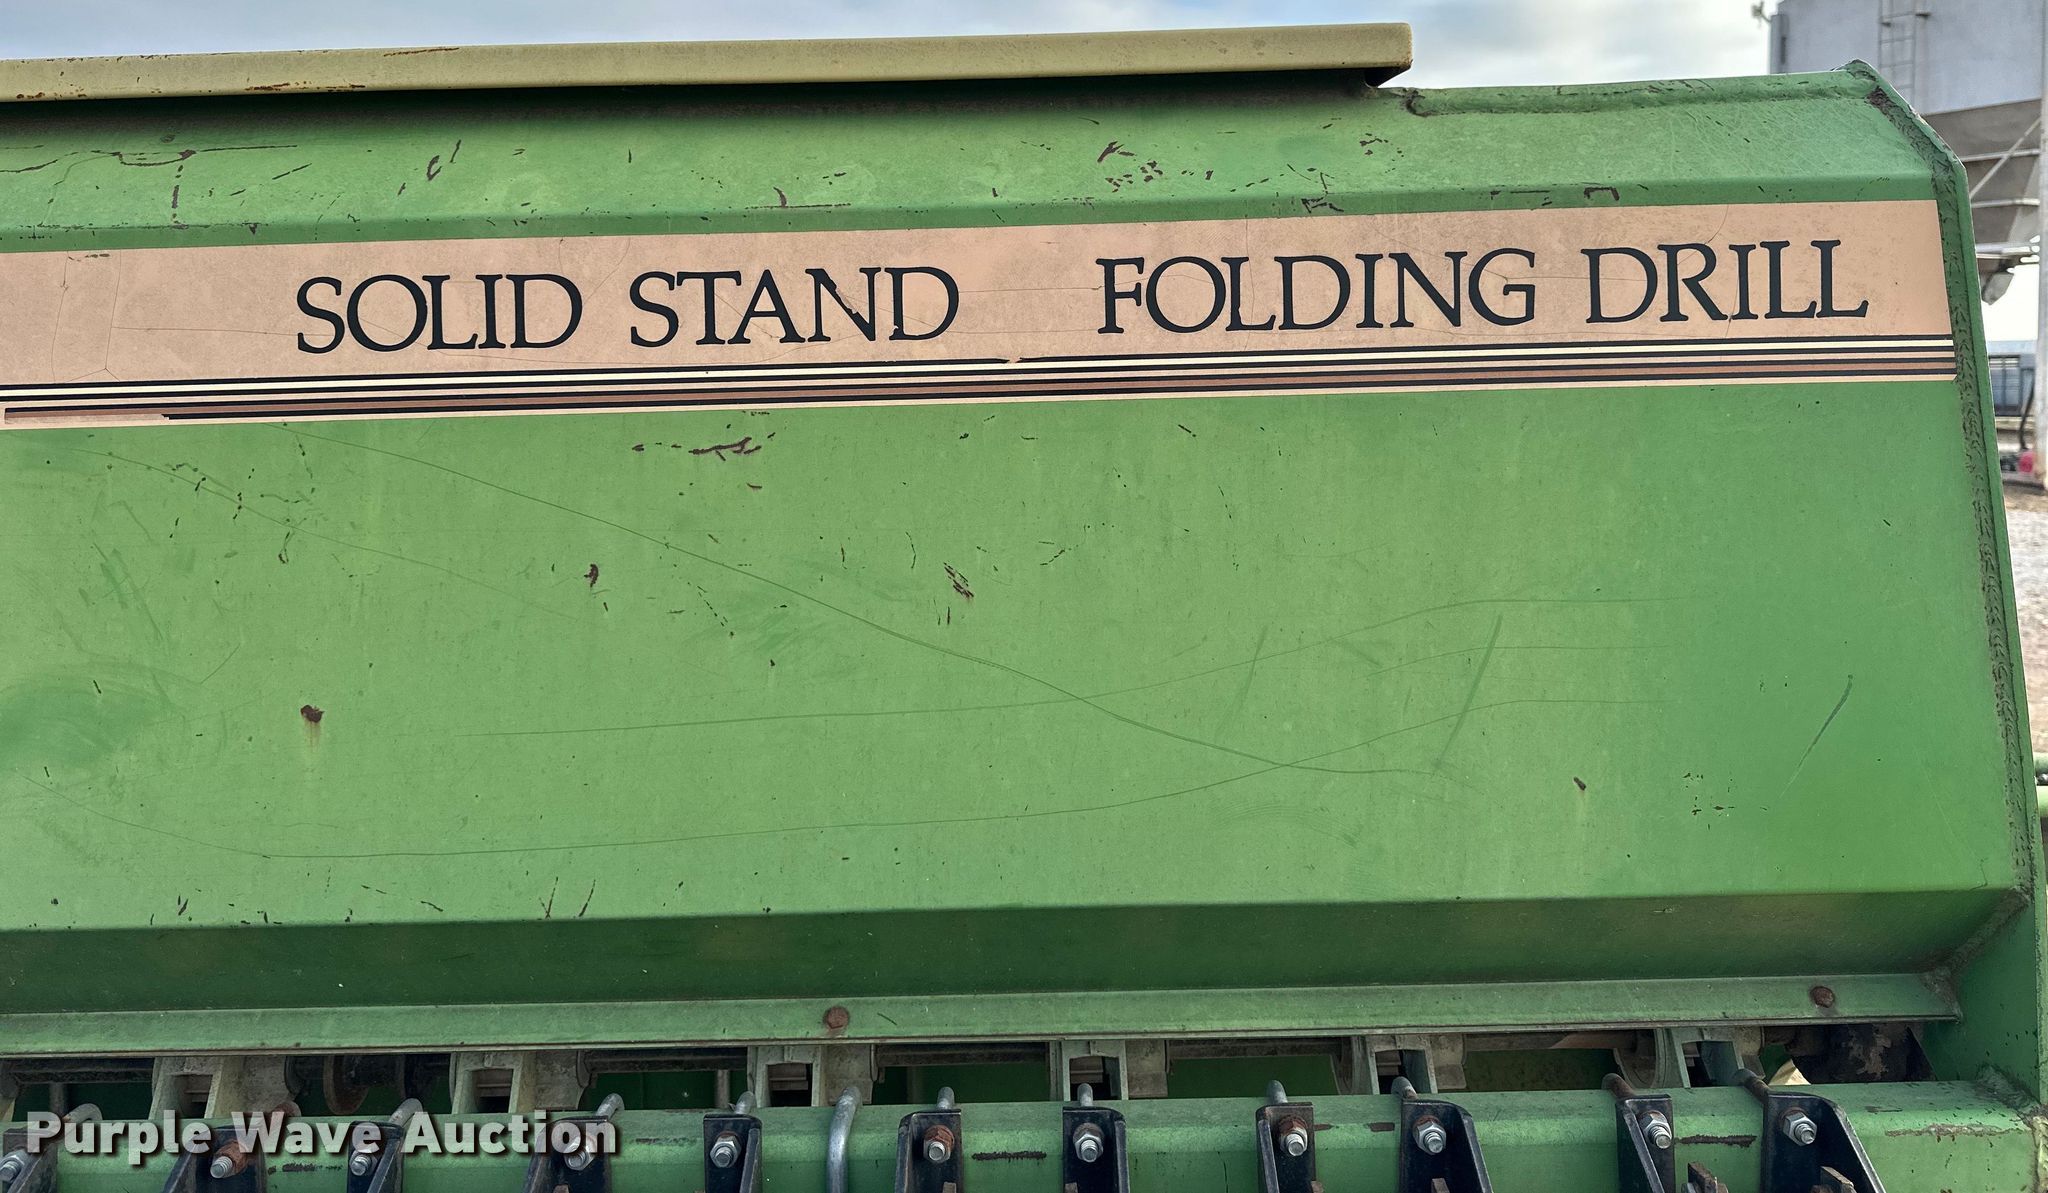 SOLID STAND FOLDING DRILL
Purple Wave Auction